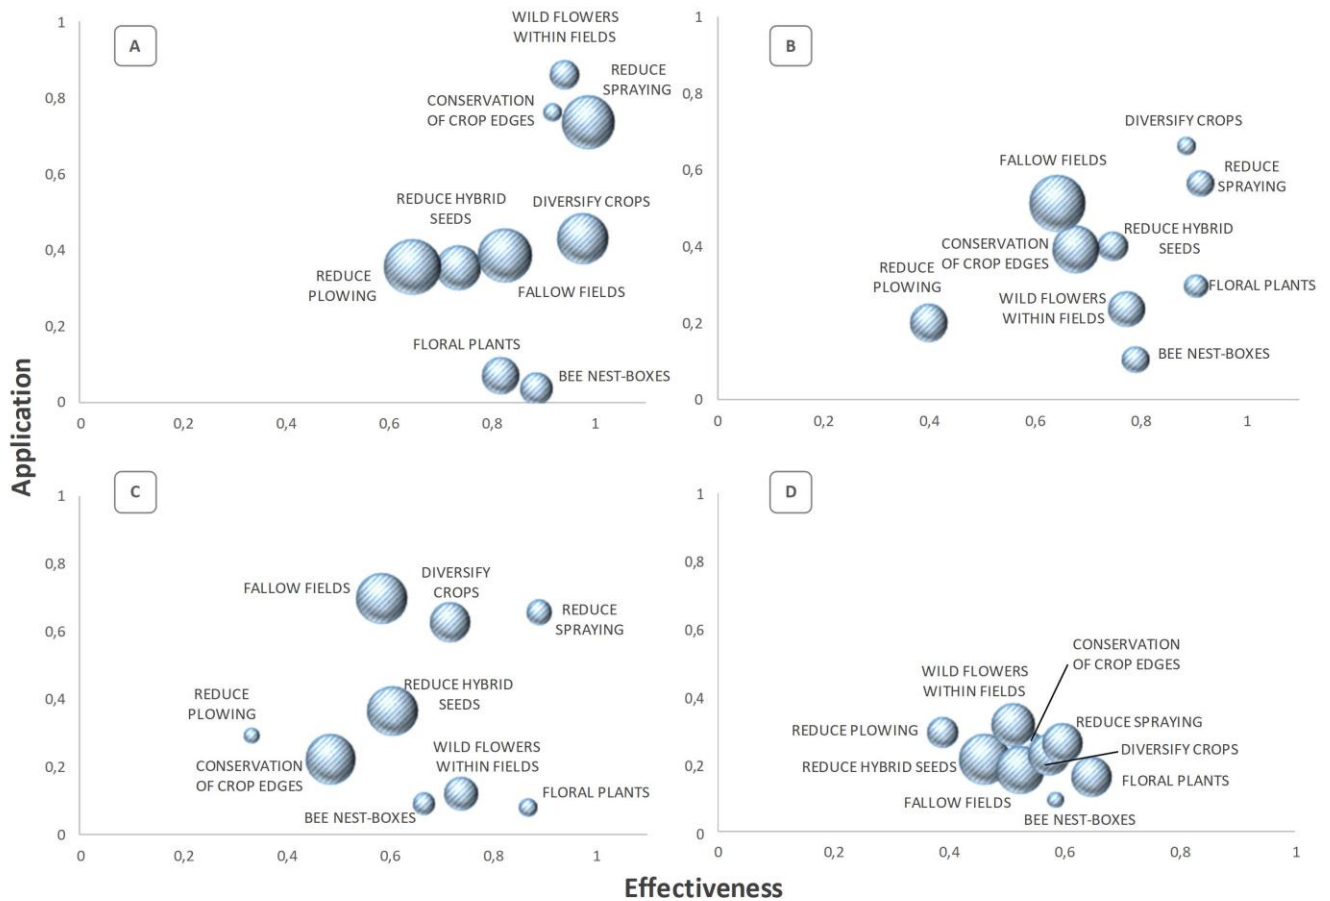 Application
A
1
0,8
0,6
0,4
0,2
0
WILD FLOWERS
WITHIN FIELDS
REDUCE
SPRAYING
CONSERVATION
OF CROP EDGES
REDUCE HYBRID
SEEDS
DIVERSIFY CROPS
REDUCE
PLOWING
FALLOW FIELDS
FLORAL PLANTS
BEE NEST-BOXES
0 0,2 0,4 0,6 0,8 1
B
1
0,8
0,6
0,4
0,2
0
DIVERSIFY CROPS
FALLOW FIELDS
REDUCE
SPRAYING
CONSERVATION
OF CROP EDGES
REDUCE HYBRID
SEEDS
REDUCE
PLOWING
FLORAL PLANTS
WILD FLOWERS
WITHIN FIELDS
BEE NEST-BOXES
0 0,2 0,4 0,6 0,8 1
C
1
0,8
0,6
0,4
0,2
0
FALLOW FIELDS
DIVERSIFY
CROPS
REDUCE
SPRAYING
REDUCE
PLOWING
REDUCE HYBRID
SEEDS
CONSERVATION
OF CROP EDGES
WILD FLOWERS
WITHIN FIELDS
BEE NEST-BOXES
FLORAL PLANTS
0 0,2 0,4 0,6 0,8 1
D
1
0,8
0,6
0,4
0,2
0
CONSERVATION
OF CROP EDGES
WILD FLOWERS
WITHIN FIELDS
REDUCE PLOWING
REDUCE SPRAYING
REDUCE HYBRID SEEDS
DIVERSIFY CROPS
FALLOW FIELDS
FLORAL PLANTS
BEE NEST-BOXES
0 0,2 0,4 0,6 0,8 1
Effectiveness